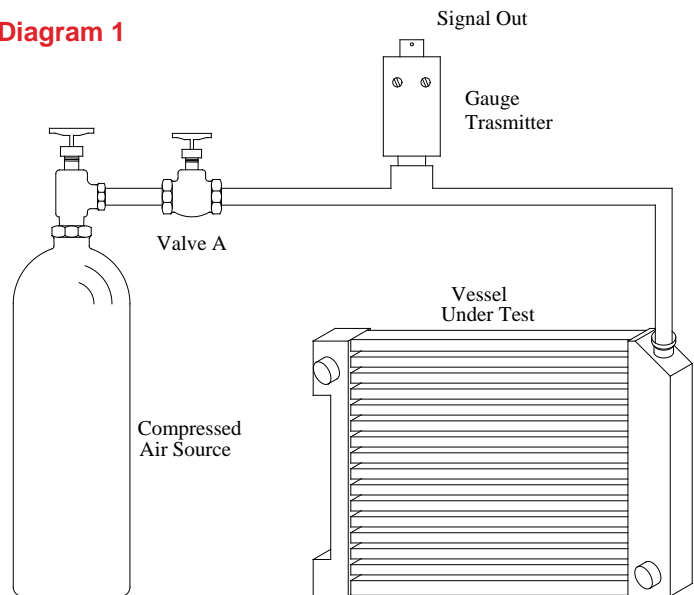 Diagram 1
Signal Out
Gauge
Trasmitter
Valve A
Vessel
Under Test
Compressed
Air Source